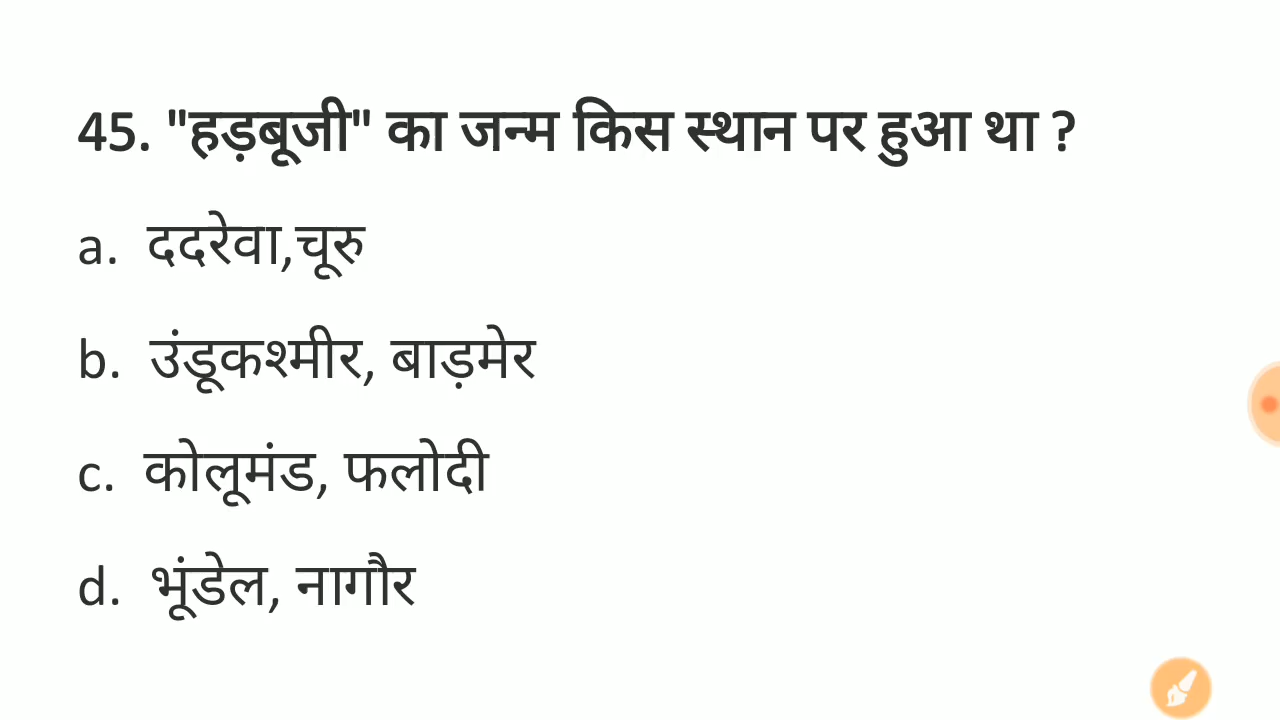 45. "हड़बूजी" का जन्म किस स्थान पर हुआ था ?
a. ददरेवा,चूरु
b. उंडूकश्मीर, बाड़मेर
c. कोलूमंड, फलोदी
d. भूंडेल, नागौर